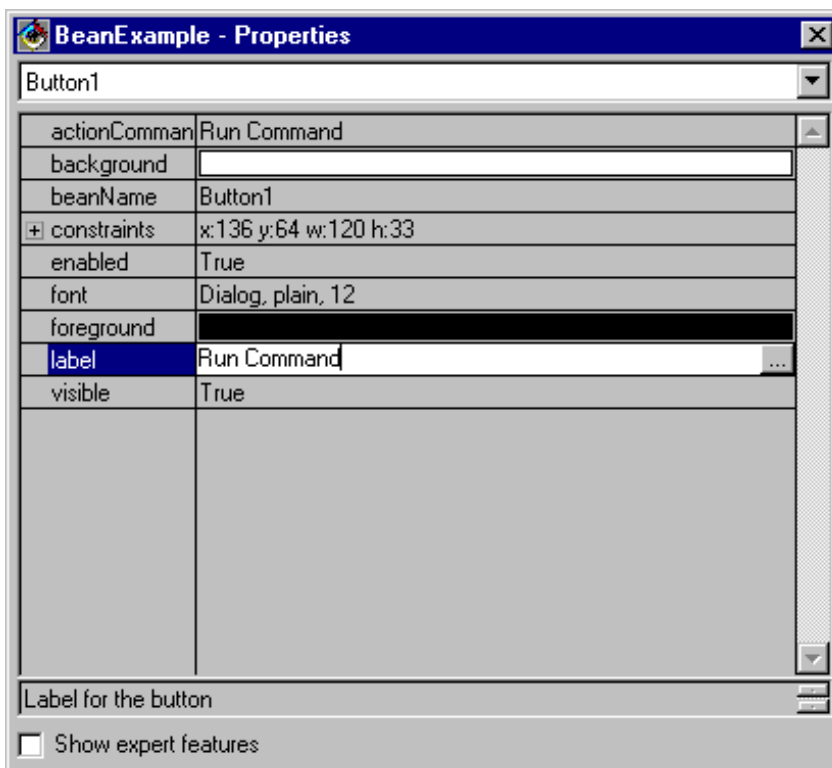 BeanExample - Properties
Button1
actionComman Run Command
background
beanName Button1
constraints x:136 y:64 w:120 h:33
enabled True
font Dialog, plain, 12
foreground
label Run Command ...
visible True
Label for the button
Show expert features